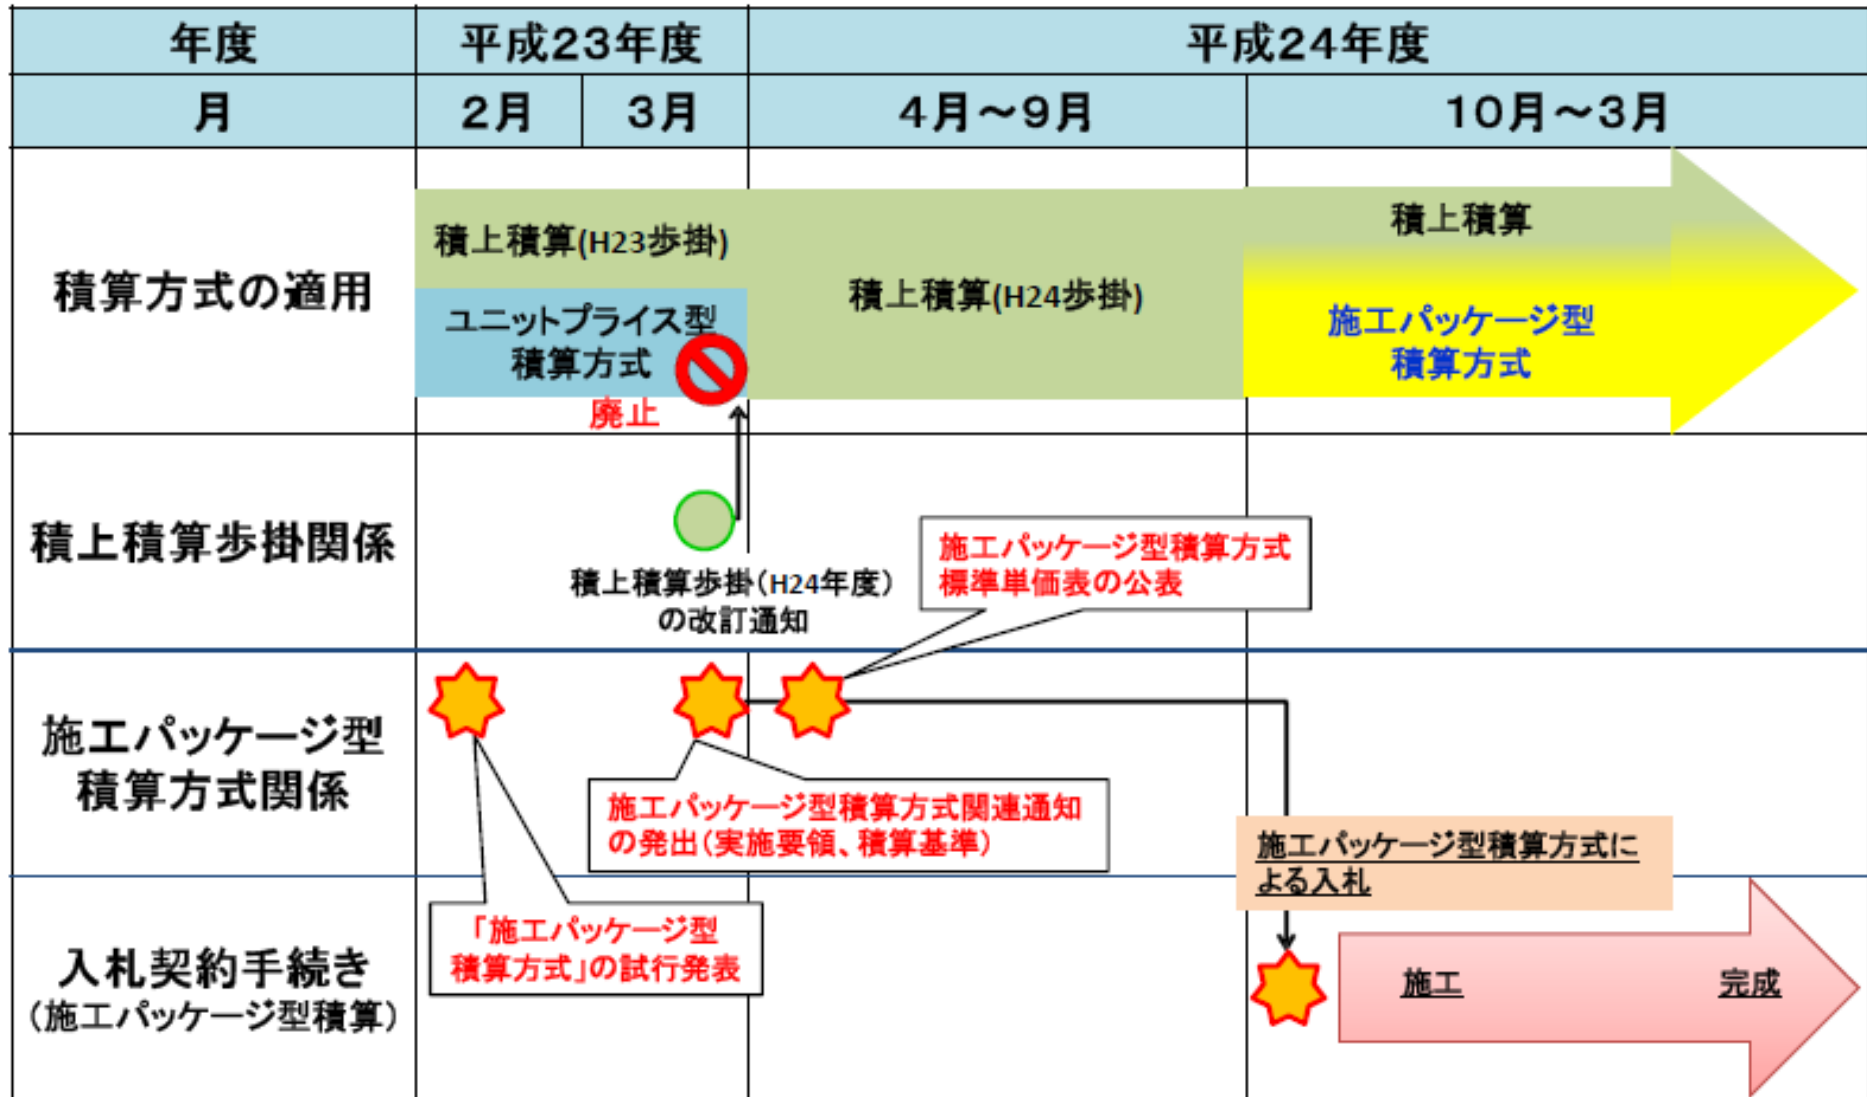 年度
平成23年度
平成24年度
月
2月
3月
4月～9月
10月～3月
積算方式の適用
積上積算(H23歩掛)
ユニットプライス型
積算方式
廃止
積上積算(H24歩掛)
積上積算
施工パッケージ型
積算方式
積上積算歩掛関係
積上積算歩掛(H24年度)
の改訂通知
施工パッケージ型積算方式
標準単価表の公表
施工パッケージ型
積算方式関係
施工パッケージ型積算方式関連通知
の発出(実施要領、積算基準)
「施工パッケージ型
積算方式」の試行発表
施工パッケージ型積算方式に
よる入札
入札契約手続き
(施工パッケージ型積算)
施工
完成